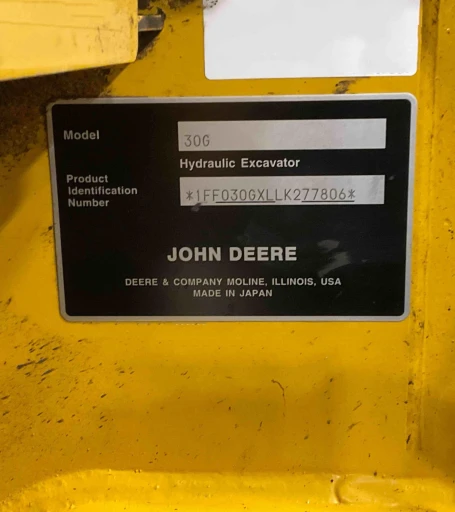 Model 30G
Hydraulic Excavator
Product
Identification
Number *1FF030GXLLK277806*
JOHN DEERE
DEERE & COMPANY MOLINE, ILLINOIS, USA
MADE IN JAPAN